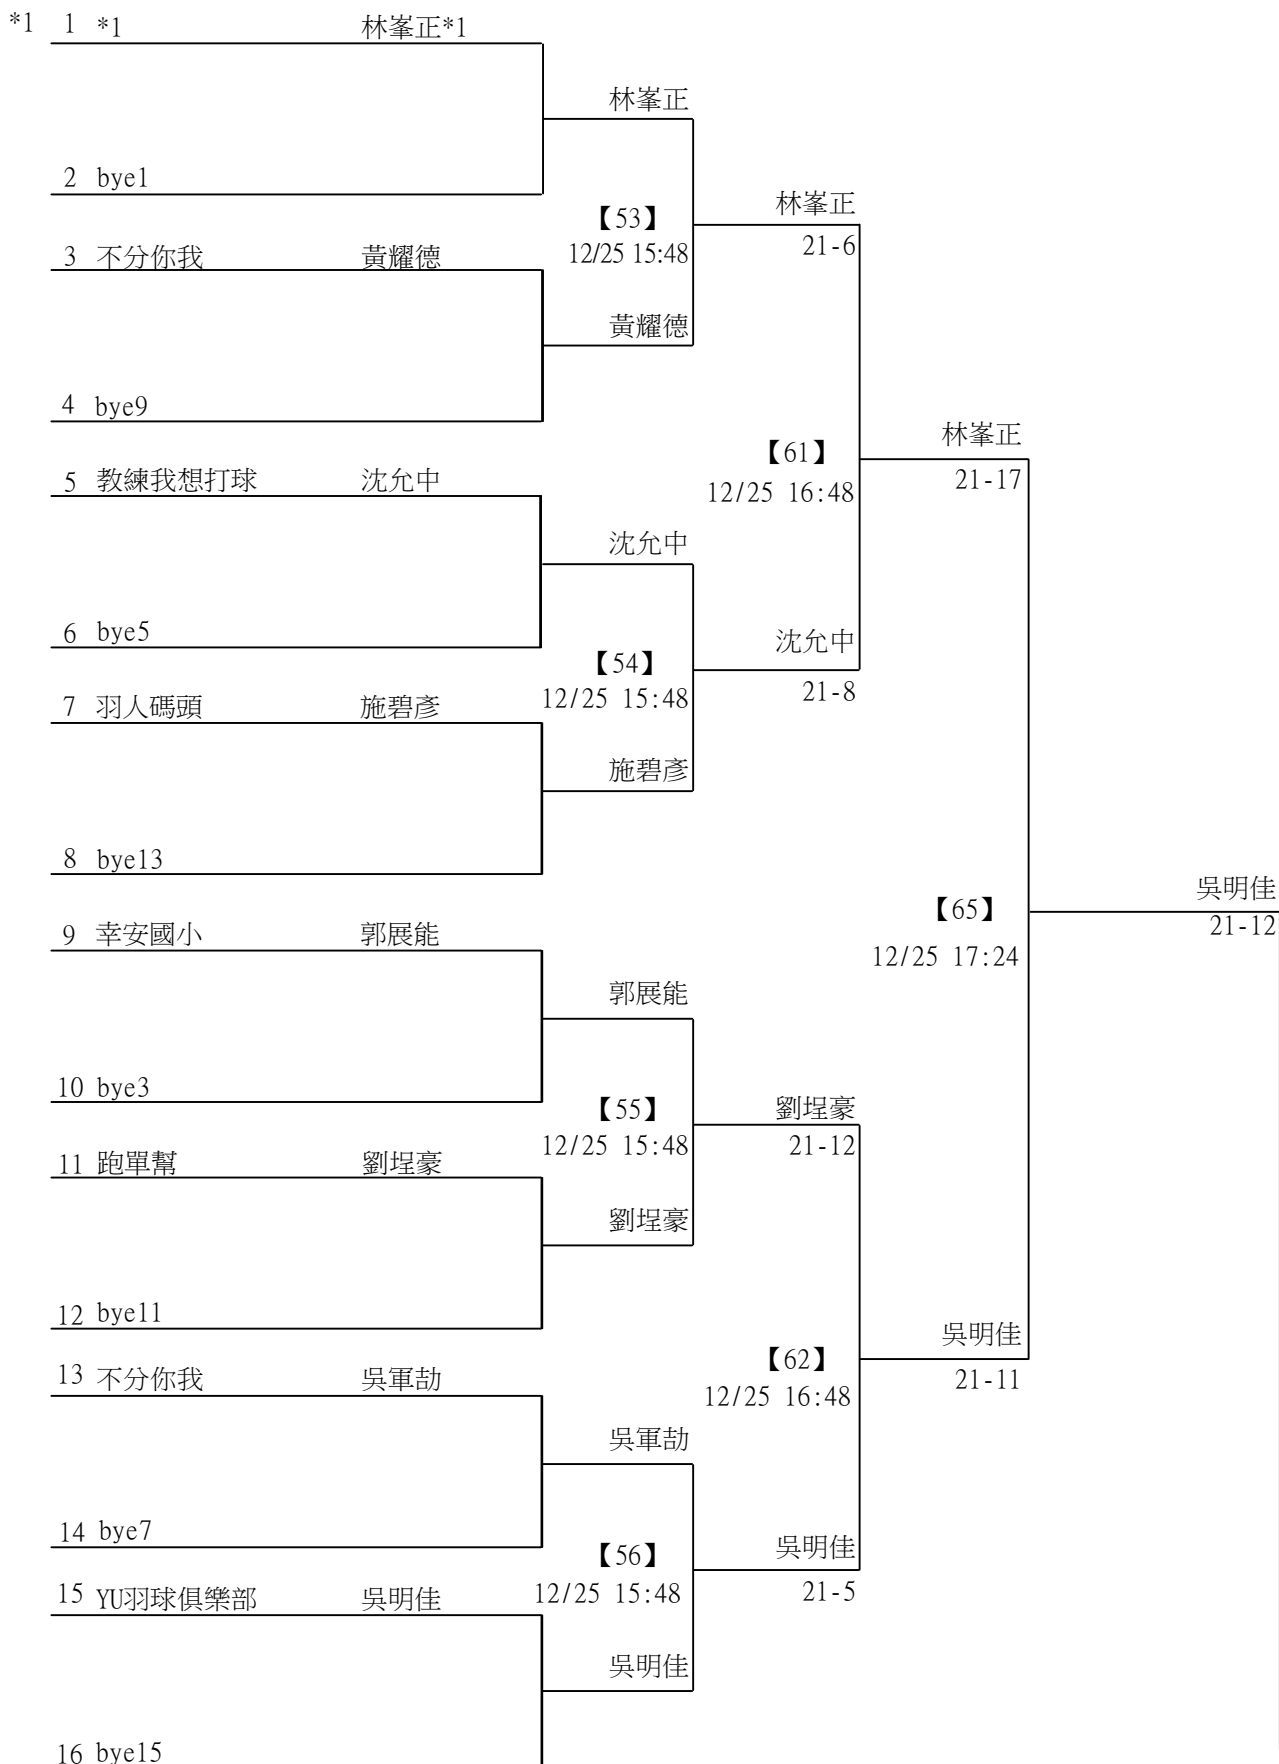 *1 1 *1 林峯正*1
林峯正
2 bye1
林峯正
【53】
21-6
3 不分你我 黃耀德
12/25 15:48
黃耀德
4 bye9
林峯正
【61】
5 教練我想打球 沈允中
21-17
12/25 16:48
沈允中
6 bye5
沈允中
【54】
21-8
12/25 15:48
7 羽人碼頭 施碧彥
施碧彥
8 bye13
吳明佳
【65】
21-12
9 幸安國小 郭展能
12/25 17:24
郭展能
10 bye3
【55】
劉埕豪
12/25 15:48
21-12
11 跑單幫 劉埕豪
劉埕豪
12 bye11
吳明佳
【62】
21-11
13 不分你我 吳軍劼
12/25 16:48
吳軍劼
14 bye7
吳明佳
【56】
21-5
12/25 15:48
15 YU羽球俱樂部 吳明佳
吳明佳
16 bye15